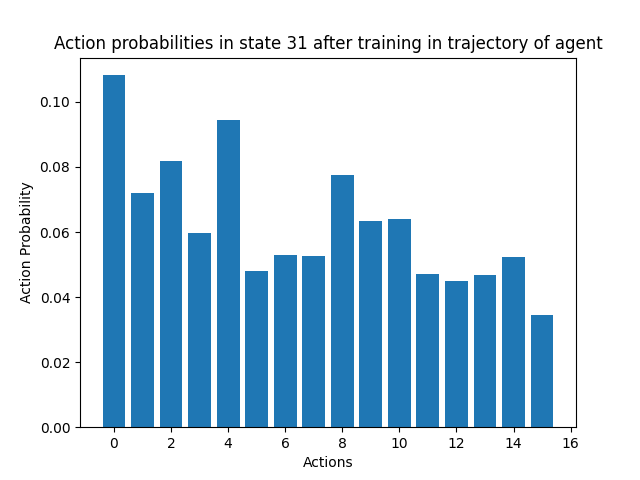 Action probabilities in state 31 after training in trajectory of agent
0.10
0.08
0.06
0.04
0.02
0.00
Action Probability
0 2 4 6 8 10 12 14 16
Actions